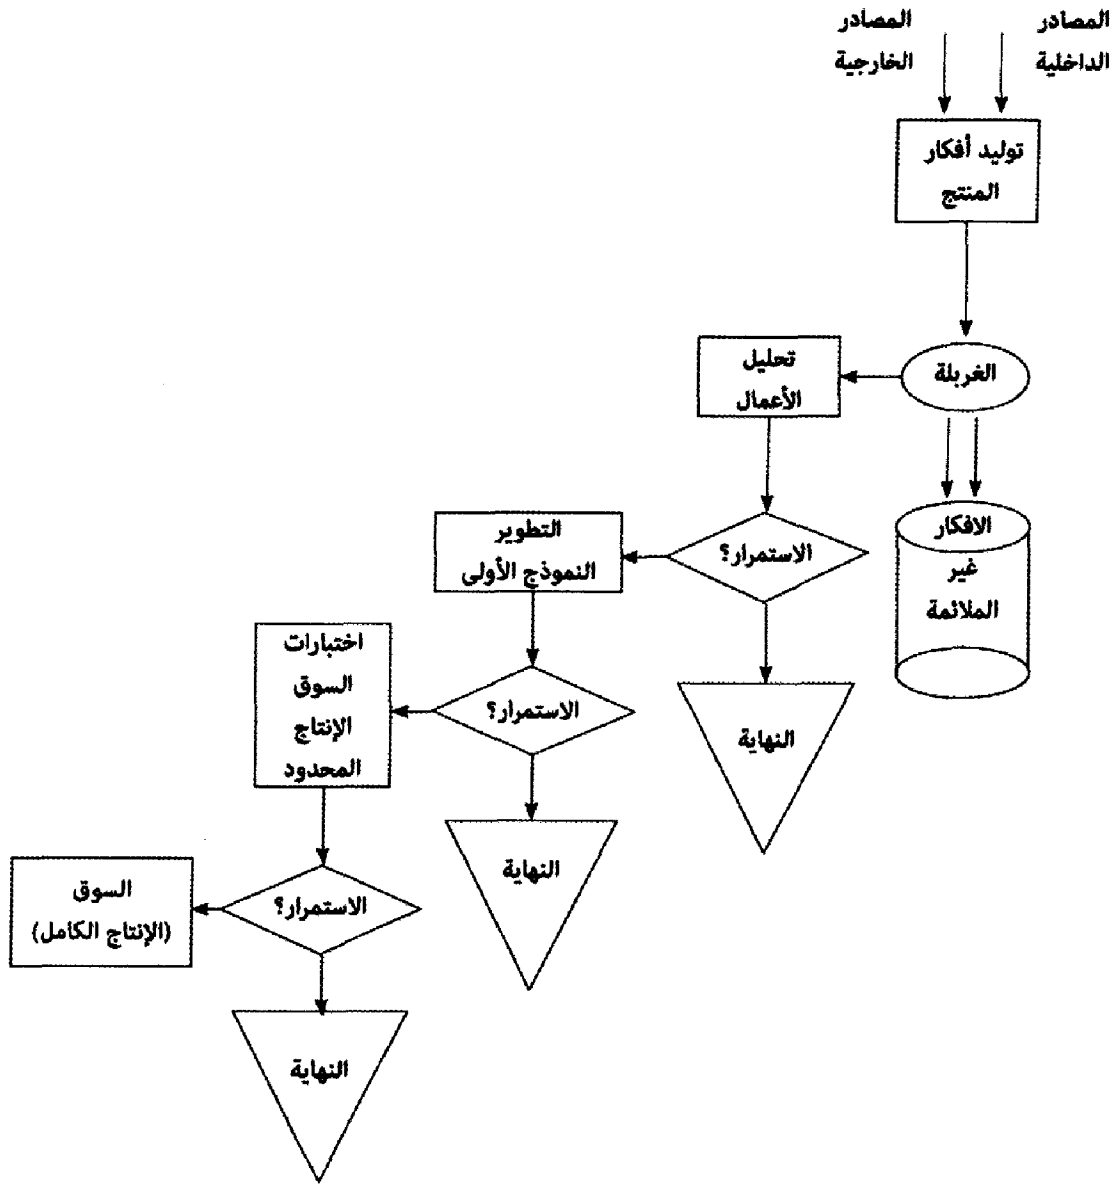 المصادر
الداخلية
المصادر
الخارجية
توليد أفكار
المنتج
الغربلة
تحليل
الأعمال
الافكار
غير
الملائمة
الاستمرار؟
التطوير
النموذج الأولى
النهاية
الاستمرار؟
اختبارات
السوق
الإنتاج
المحدود
النهاية
الاستمرار؟
السوق
(الإنتاج الكامل)
النهاية